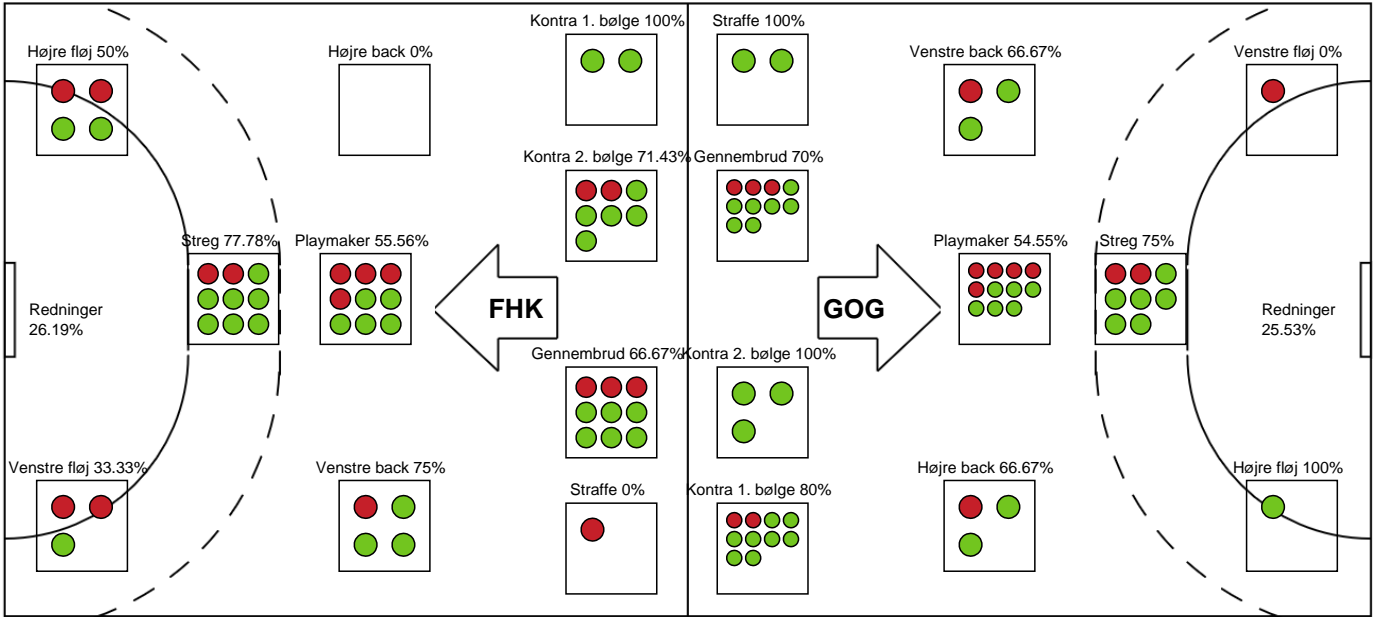 Kontra 1. bølge 100%
Straffe 100%
Højre fløj 50%
Højre back 0%
Venstre back 66.67%
Venstre fløj 0%
Kontra 2. bølge 71.43%
Gennembrud 70%
Streg 77.78%
Playmaker 55.56%
Playmaker 54.55%
Streg 75%
Redninger
26.19%
FHK
GOG
Redninger
25.53%
Gennembrud 66.67%
Kontra 2. bølge 100%
Venstre fløj 33.33%
Venstre back 75%
Højre back 66.67%
Højre fløj 100%
Straffe 0%
Kontra 1. bølge 80%